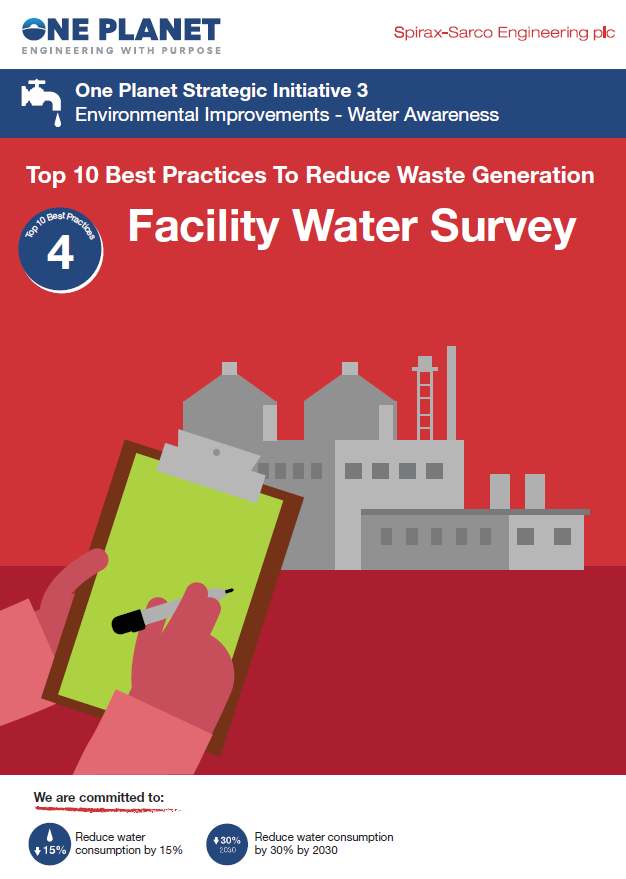 ONE PLANET
ENGINEERING WITH PURPOSE
Spirax-Sarco Engineering plc
One Planet Strategic Initiative 3
Environmental Improvements - Water Awareness
Top 10 Best Practices To Reduce Waste Generation
Top 10 Best Practices
4
Facility Water Survey
We are committed to:
15%
Reduce water
consumption by 15%
30%
2030
Reduce water consumption
by 30% by 2030